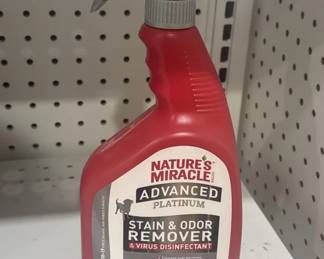 NATURE'S
MIRACLE
ADVANCED
PLATINUM
STAIN & ODOR
REMOVER
& VIRUS DISINFECTANT